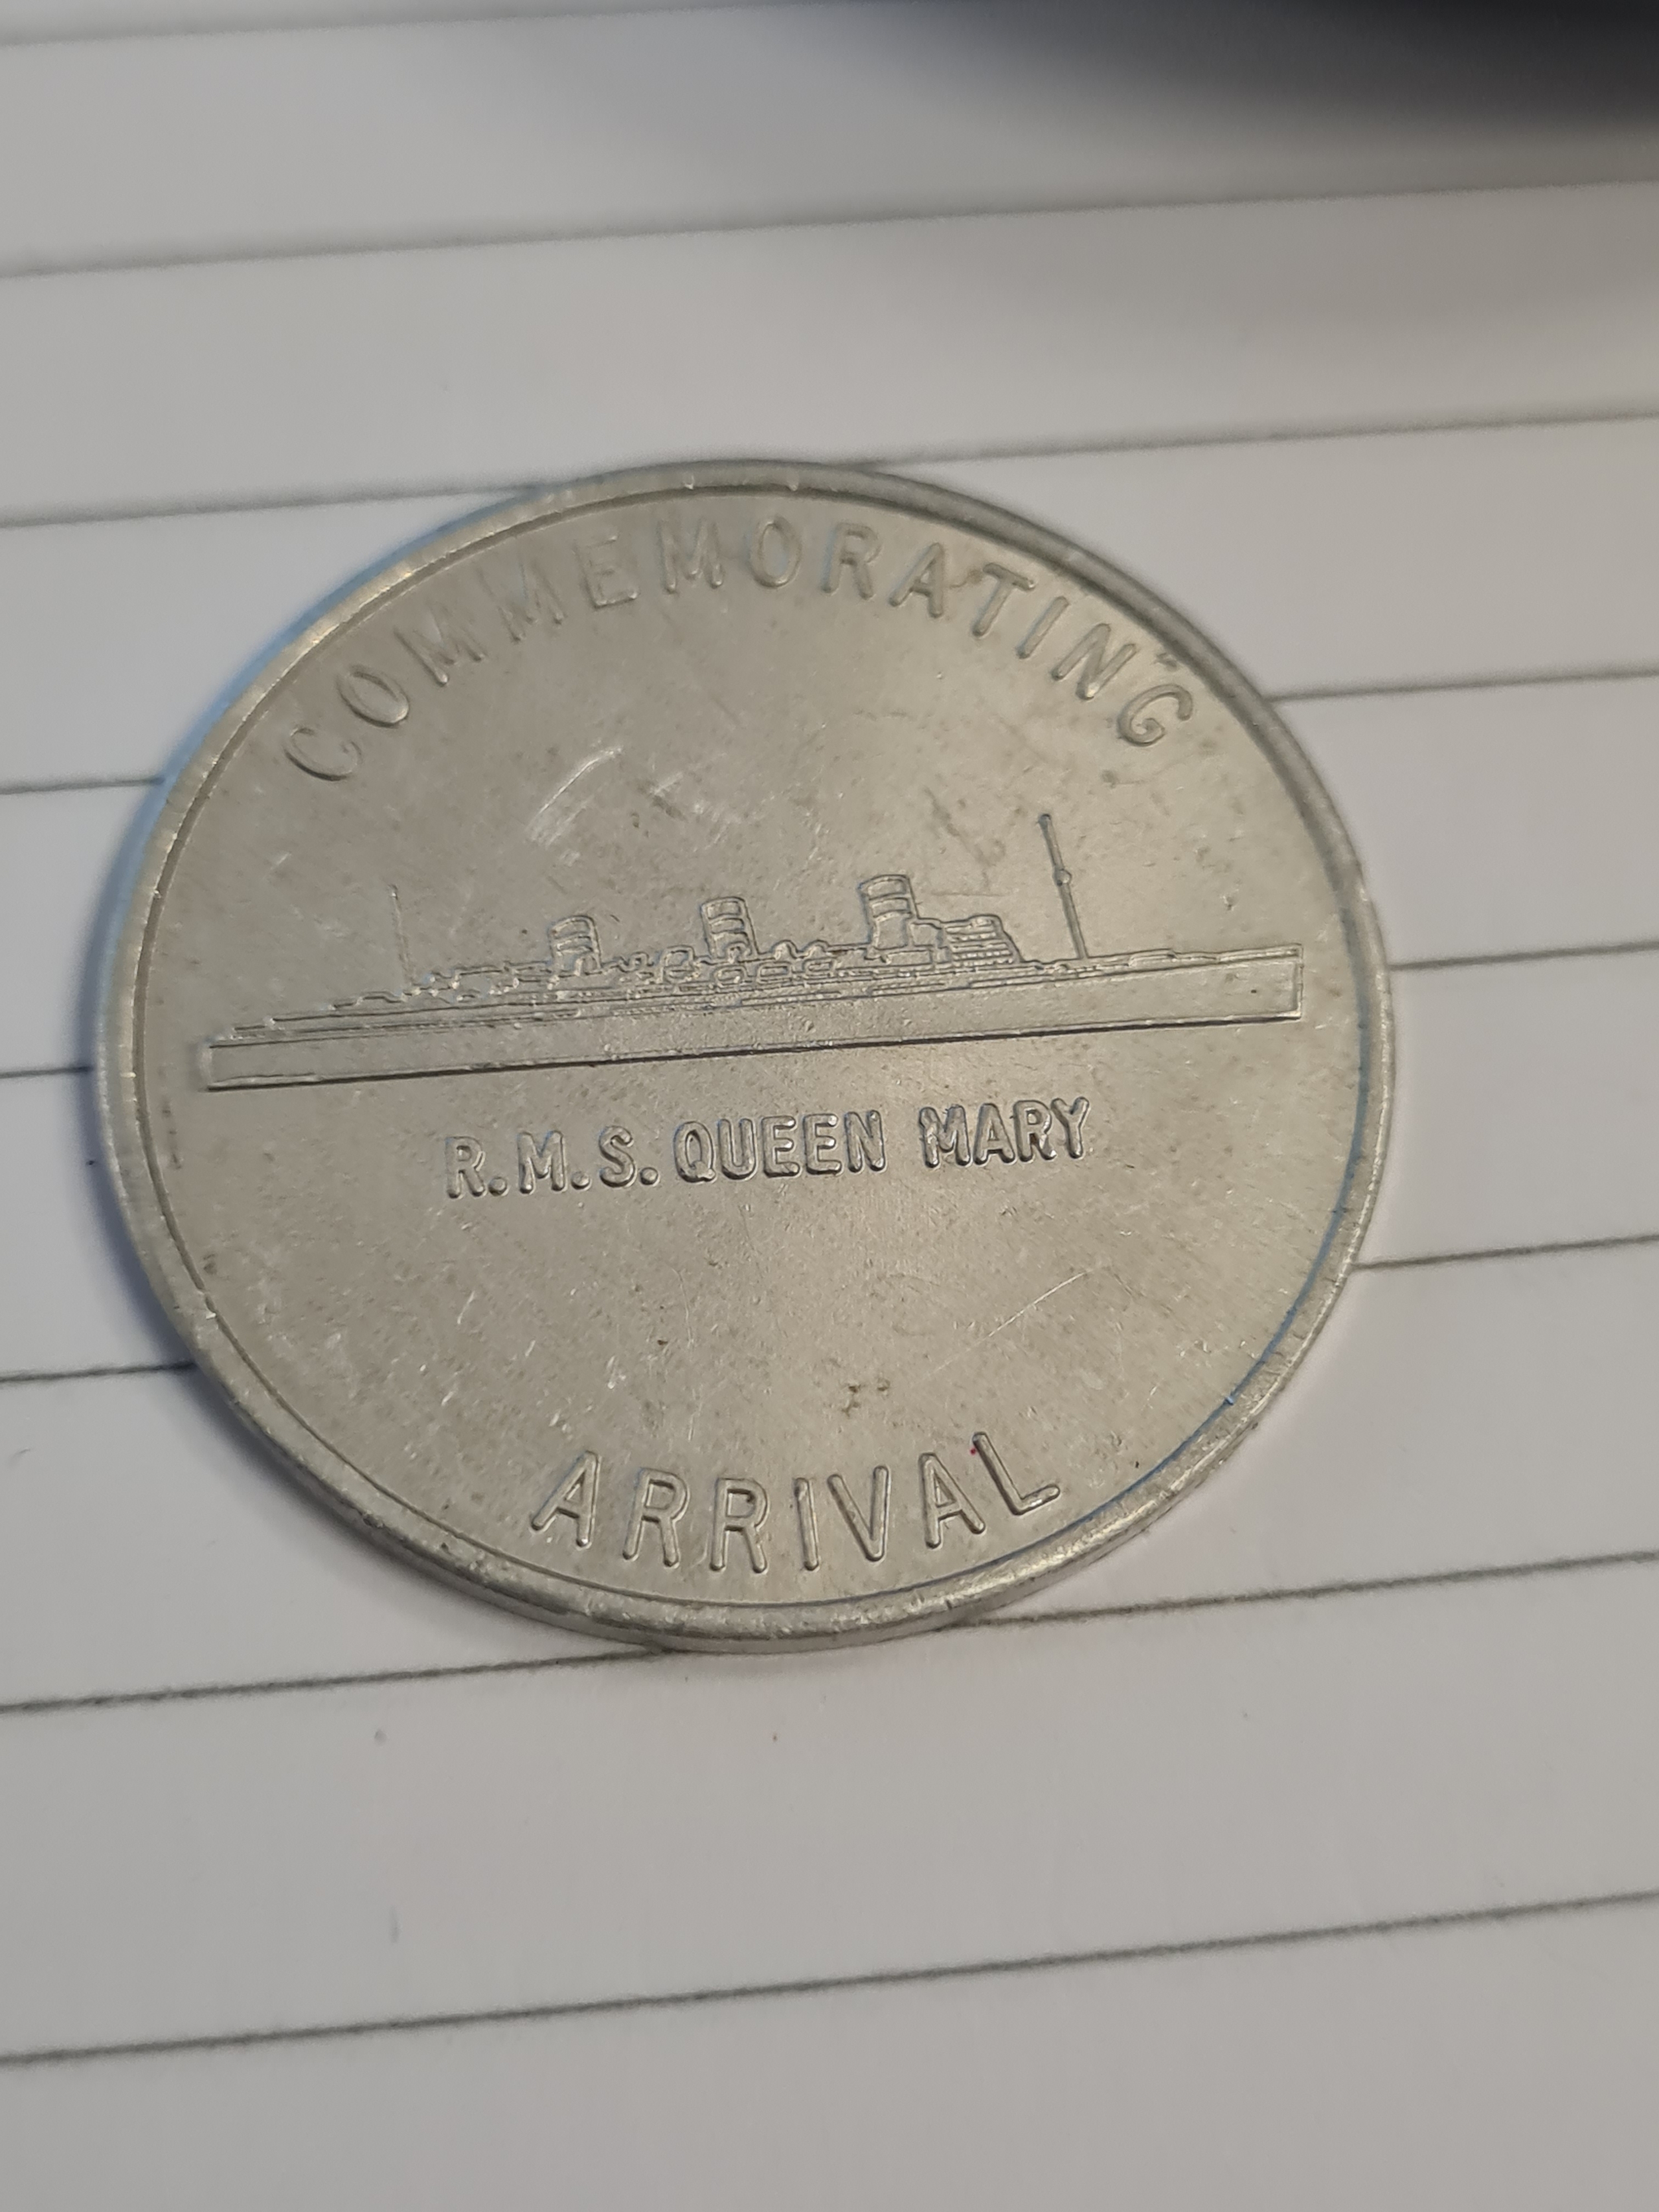 COMMEMORATING
R.M.S. QUEEN MARY
ARRIVAL